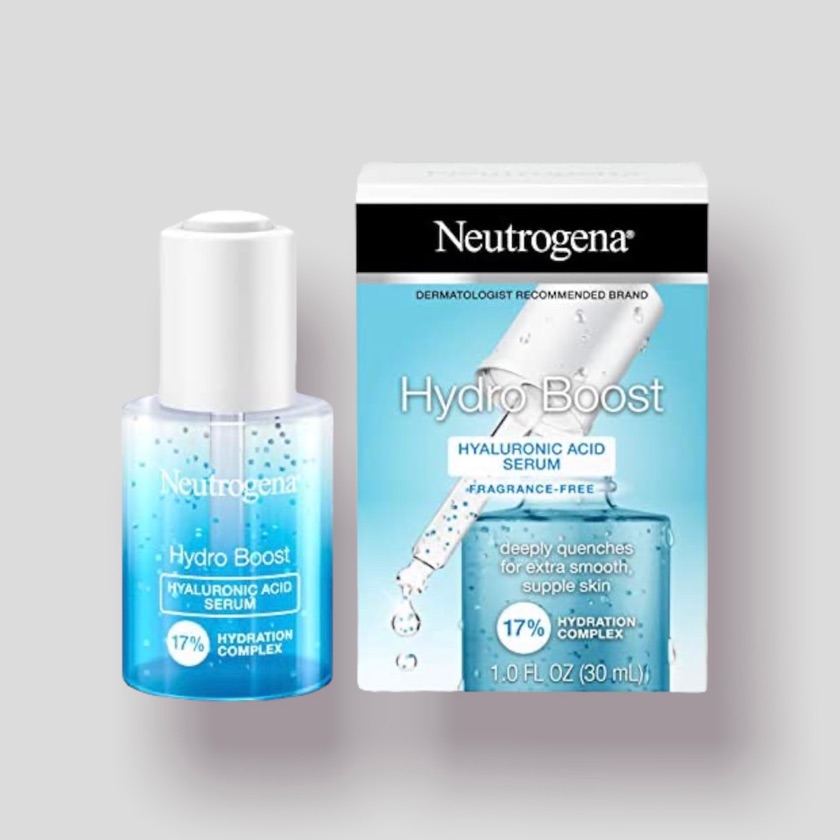 Neutrogena®
Hydro Boost
HYALURONIC ACID
SERUM
17%
HYDRATION
COMPLEX
Neutrogena®
DERMATOLOGIST RECOMMENDED BRAND
Hydro Boost
HYALURONIC ACID
SERUM
FRAGRANCE-FREE
deeply quenches
for extra smooth,
supple skin
17%
HYDRATION
COMPLEX
1.0 FL OZ (30 mL)